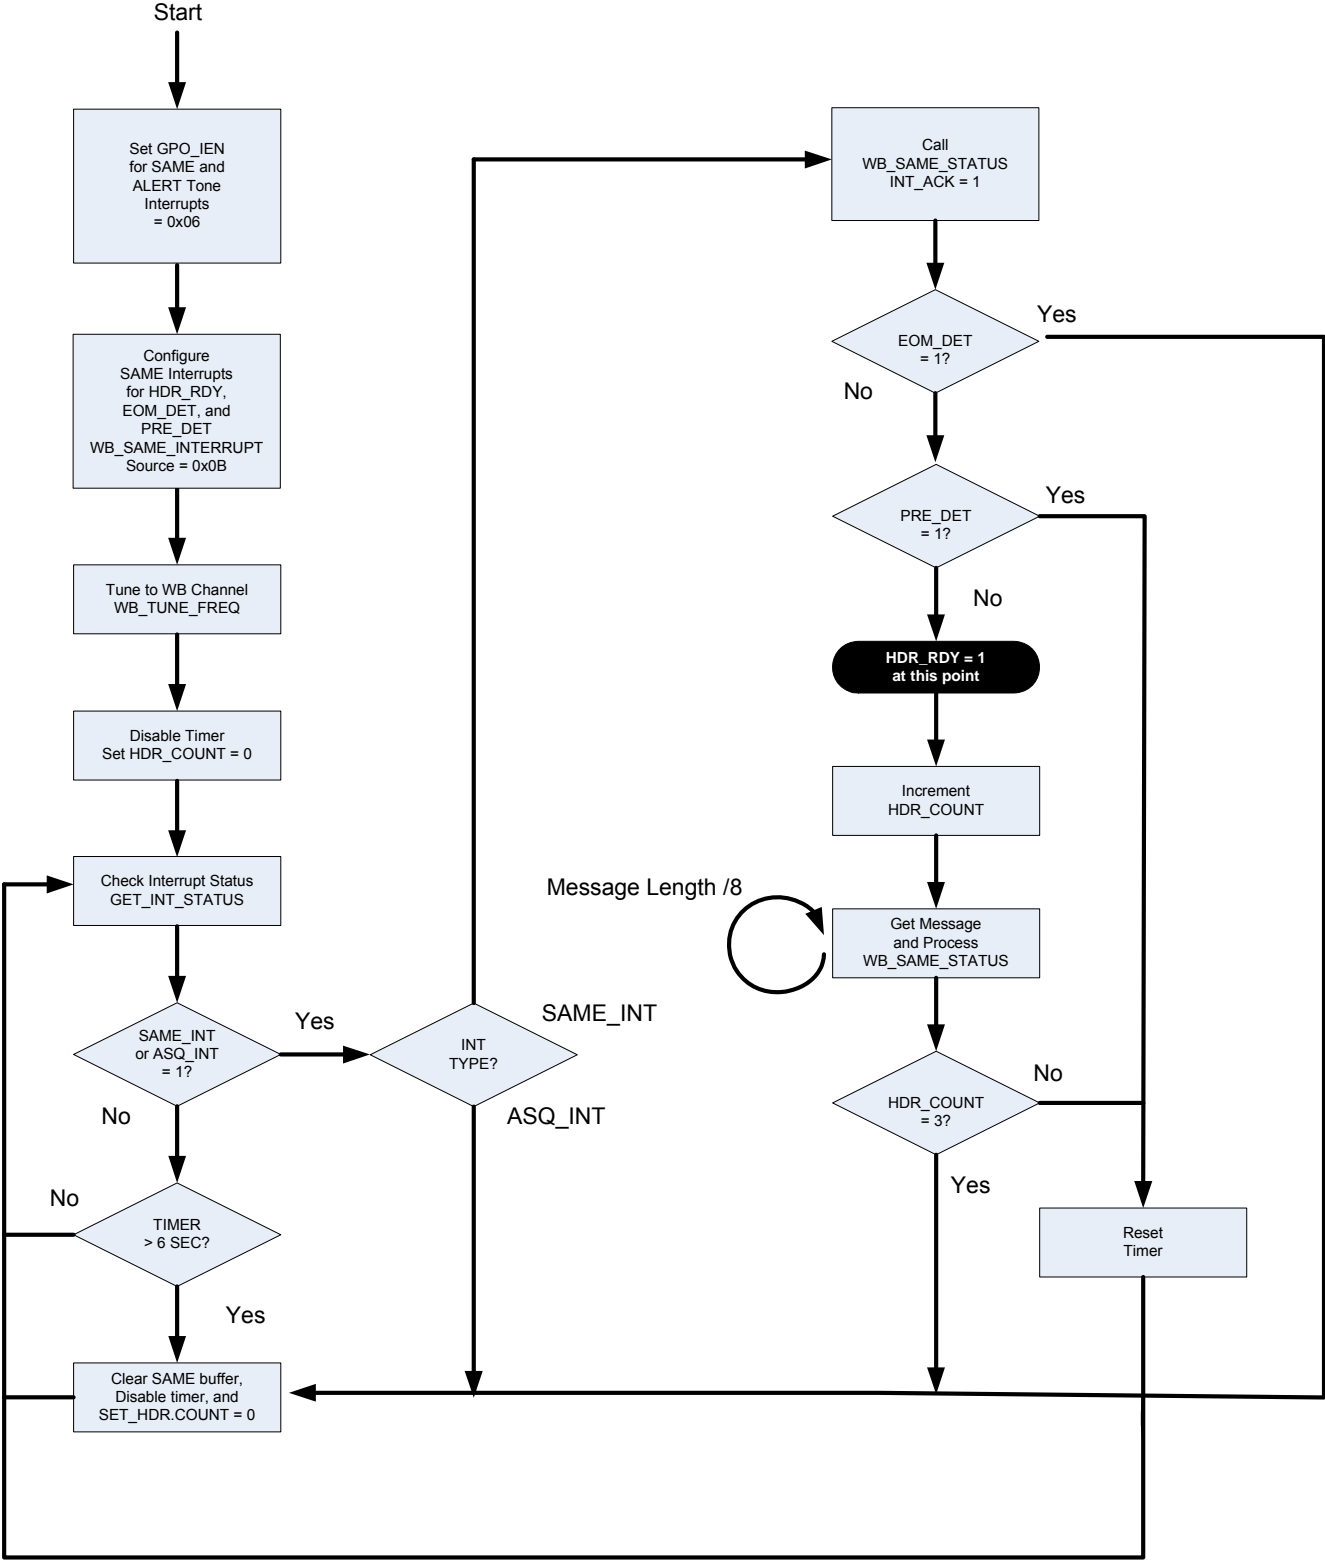 Start
Set GPO_IEN
for SAME and
ALERT Tone
Interrupts
= 0x06
Configure
SAME Interrupts
for HDR_RDY,
EOM_DET, and
PRE_DET
WB_SAME_INTERRUPT
Source = 0x0B
Tune to WB Channel
WB_TUNE_FREQ
Disable Timer
Set HDR_COUNT = 0
Check Interrupt Status
GET_INT_STATUS
SAME_INT
or ASQ_INT
= 1?
Yes
No
TIMER
> 6 SEC?
No
Yes
Clear SAME buffer,
Disable timer, and
SET_HDR.COUNT = 0
INT
TYPE?
SAME_INT
ASQ_INT
Call
WB_SAME_STATUS
INT_ACK = 1
EOM_DET
= 1?
Yes
No
PRE_DET
= 1?
Yes
No
HDR_RDY = 1
at this point
Increment
HDR_COUNT
Message Length /8
Get Message
and Process
WB_SAME_STATUS
HDR_COUNT
= 3?
No
Yes
Reset
Timer